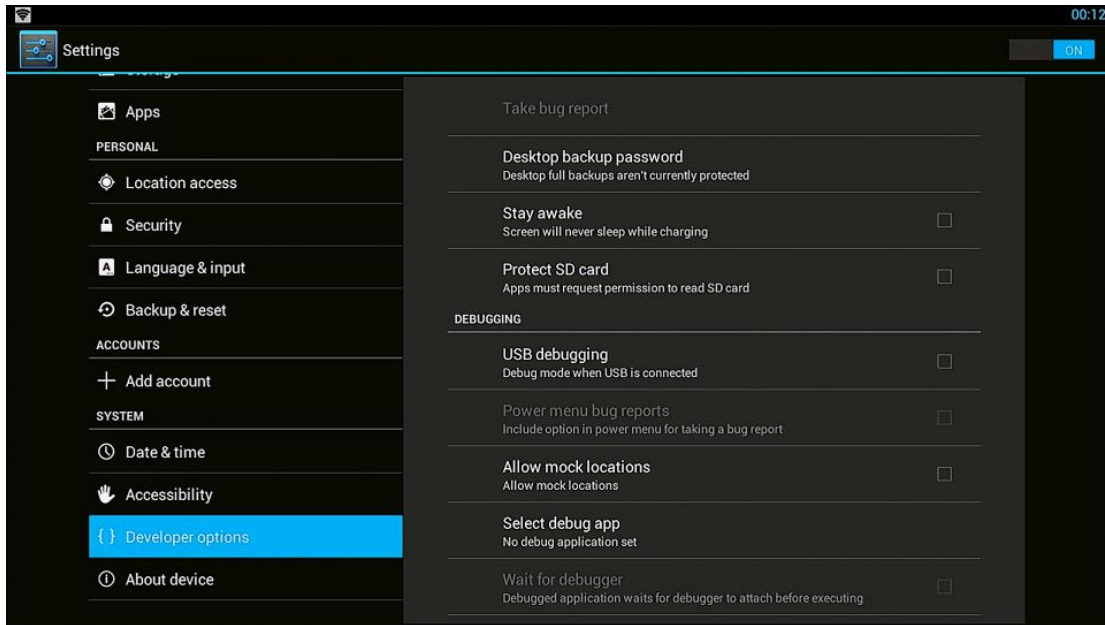 00:12
Settings
ON
Apps
PERSONAL
Location access
Security
Language & input
Backup & reset
ACCOUNTS
Add account
SYSTEM
Date & time
Accessibility
{ } Developer options
About device
Take bug report
Desktop backup password
Desktop full backups aren't currently protected
Stay awake
Screen will never sleep while charging
Protect SD card
Apps must request permission to read SD card
DEBUGGING
USB debugging
Debug mode when USB is connected
Power menu bug reports
Include option in power menu for taking a bug report
Allow mock locations
Allow mock locations
Select debug app
No debug application set
Wait for debugger
Debugged application waits for debugger to attach before executing